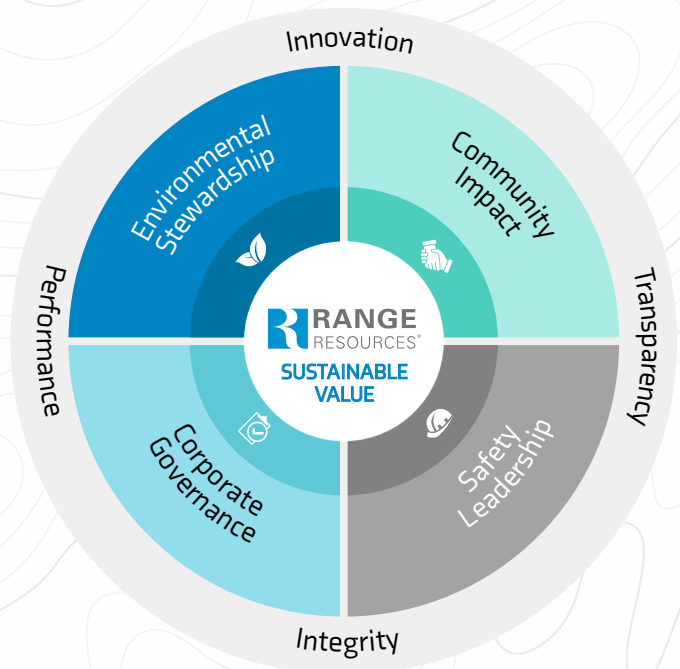 Innovation
Environmental
Stewardship
Community
Impact
Performance
Transparency
RANGE
RESOURCES®
SUSTAINABLE
VALUE
Corporate
Governance
Safety
Leadership
Integrity